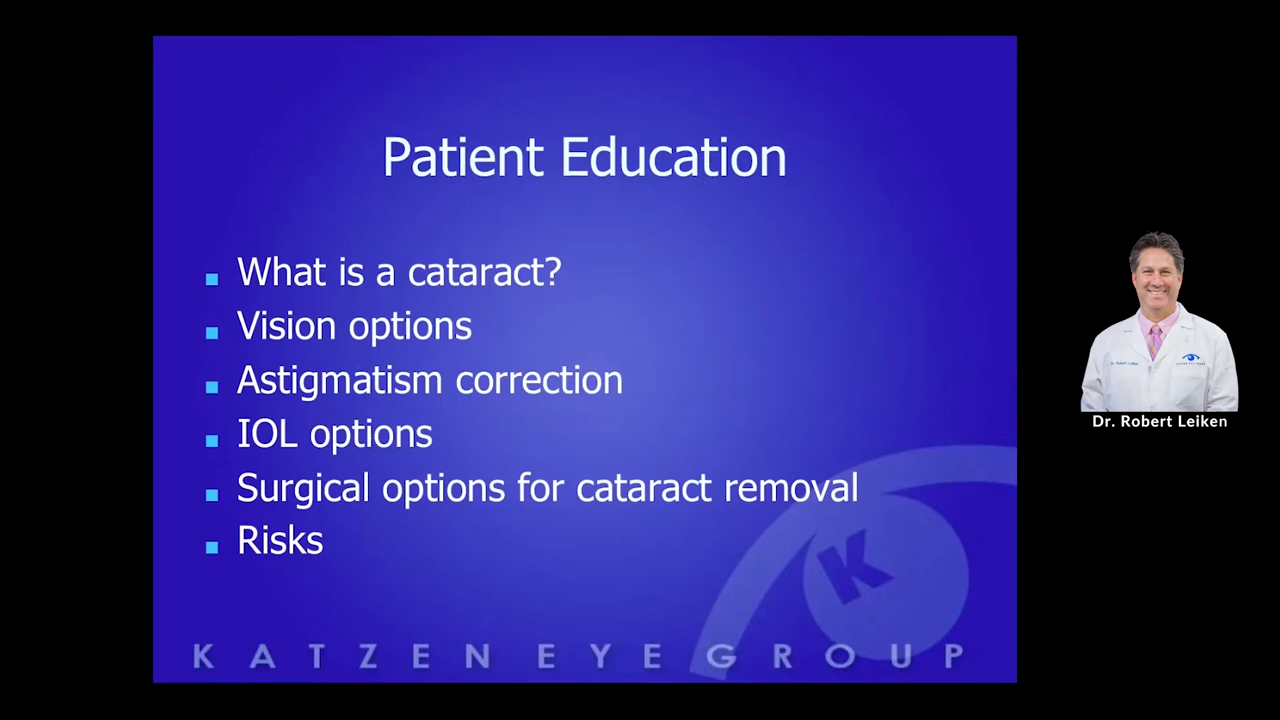 Patient Education
What is a cataract?
Vision options
Astigmatism correction
IOL options
Surgical options for cataract removal
Risks
K
KATZEN EYE GROUP
Dr. Robert Leiken